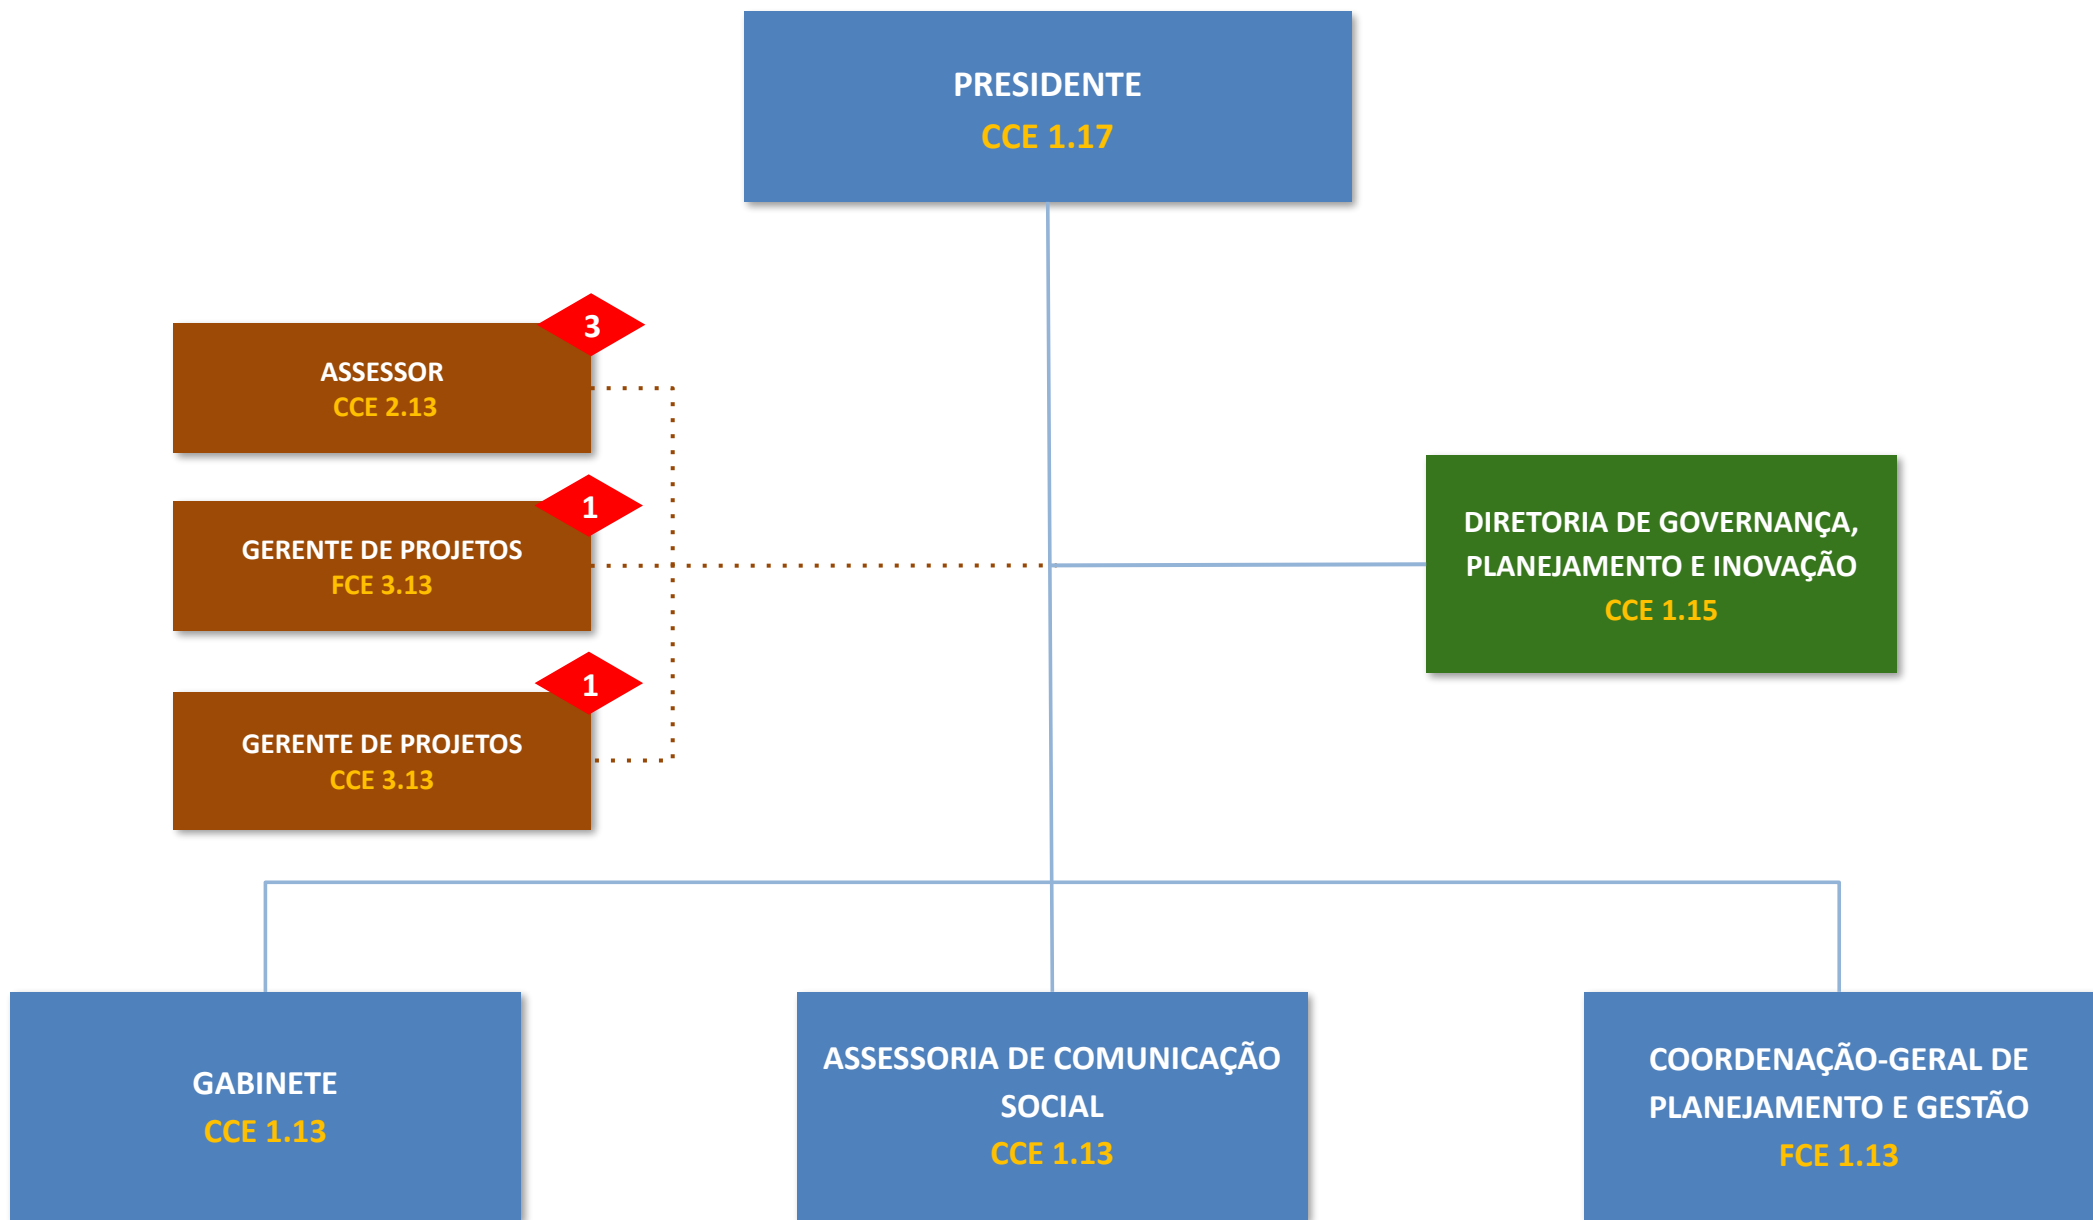 PRESIDENTE
CCE 1.17
3
ASSESSOR
CCE 2.13
1
GERENTE DE PROJETOS
FCE 3.13
1
GERENTE DE PROJETOS
CCE 3.13
DIRETORIA DE GOVERNANÇA,
PLANEJAMENTO E INOVAÇÃO
CCE 1.15
GABINETE
CCE 1.13
ASSESSORIA DE COMUNICAÇÃO
SOCIAL
CCE 1.13
COORDENAÇÃO-GERAL DE
PLANEJAMENTO E GESTÃO
FCE 1.13